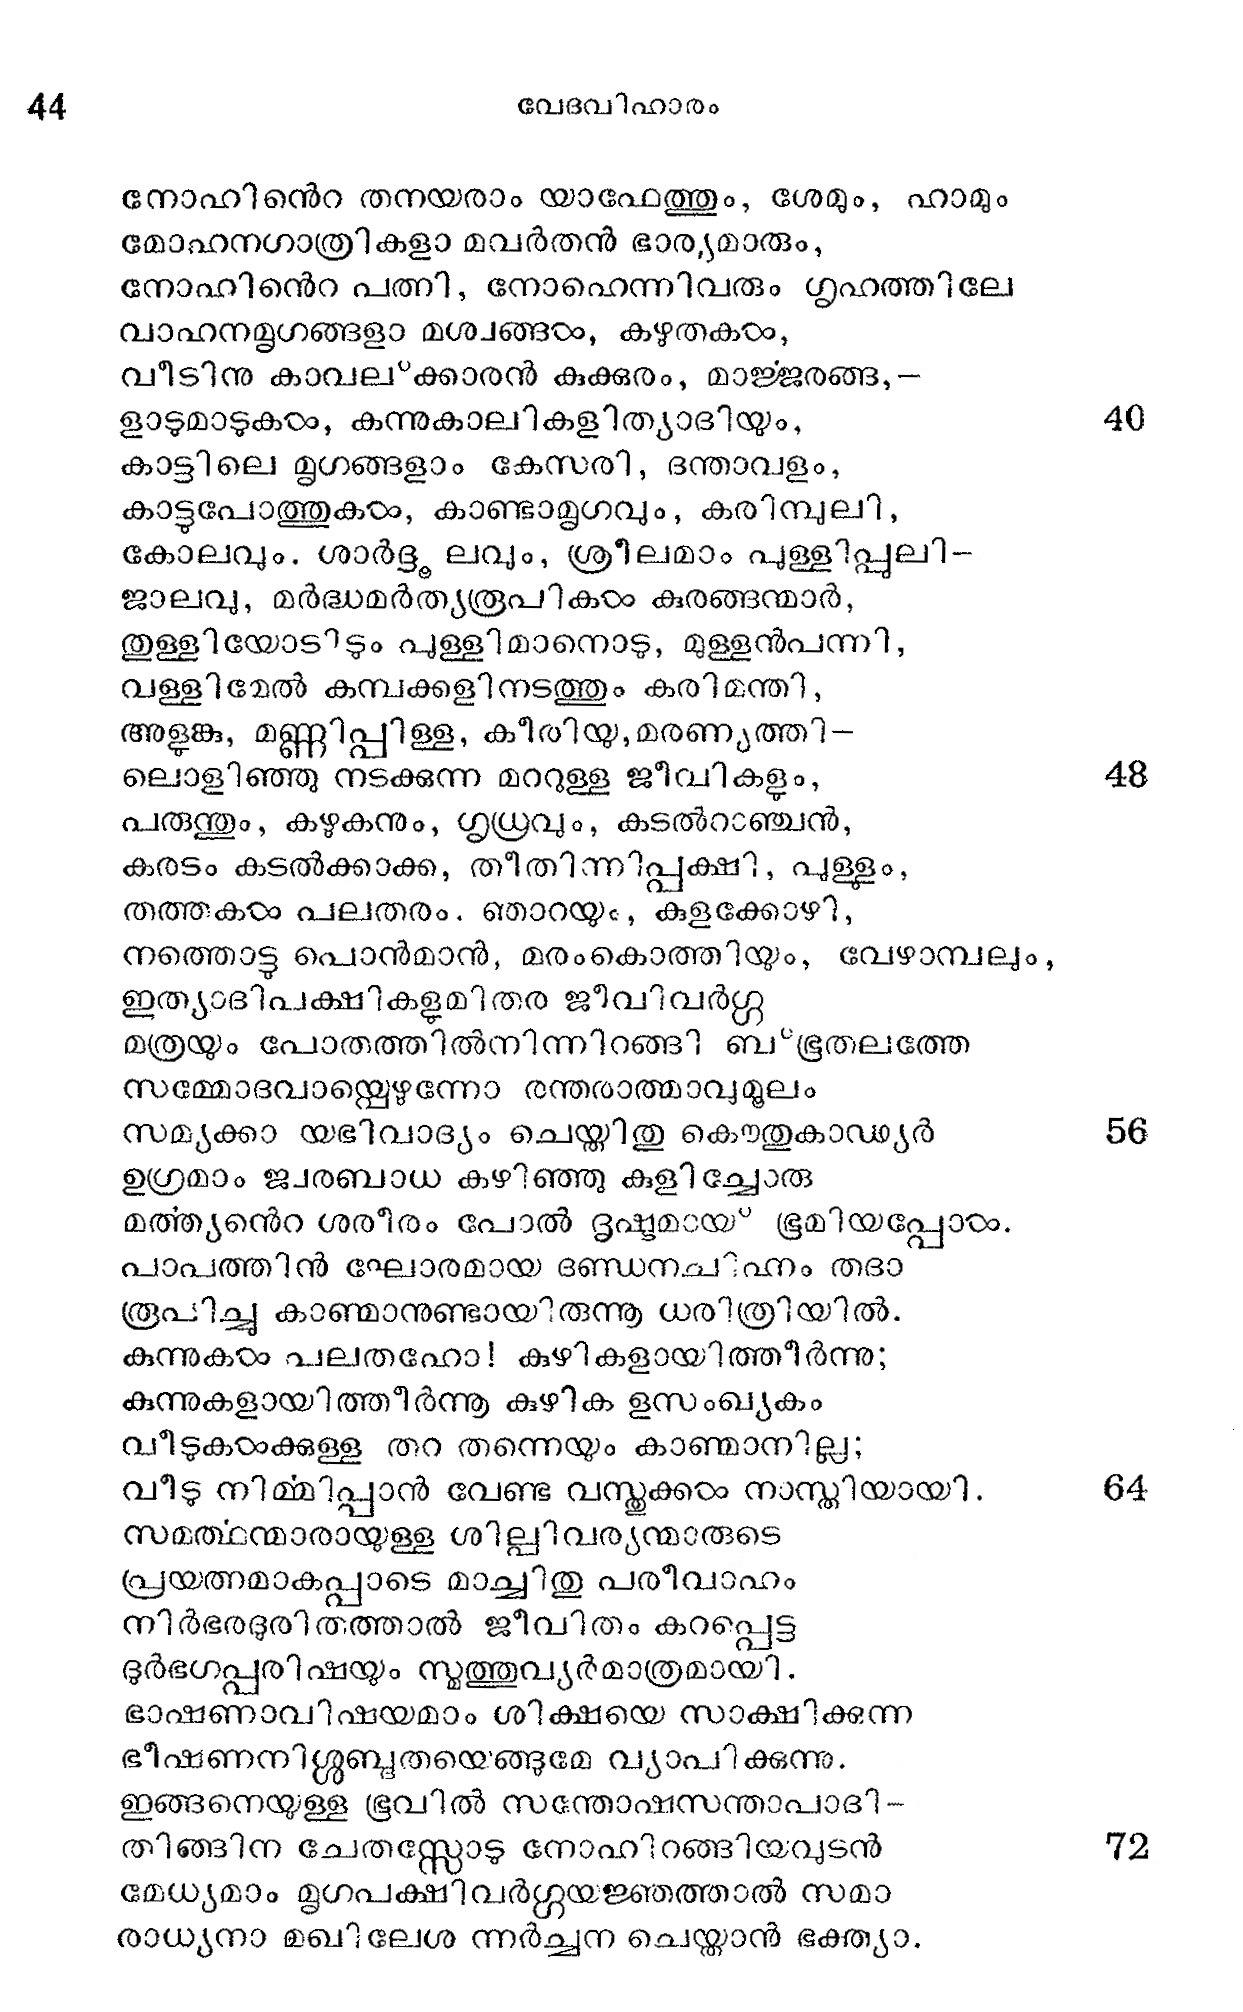 44 വേദവിഹാരം
നോഹിൻെറ തനയരാം യാഫേത്തും, ശേമും, ഹാമും
മോഹനഗാത്രികളാ മവർതൻ ഭാര്യമാരും,
നോഹിൻെറ പത്നി, നോഹെന്നിവരും ഗൃഹത്തിലേ
വാഹനമൃഗങ്ങളാ മശ്വങ്ങൾ, കഴുതകൾ,
വീടിനു കാവല്ക്കാരൻ കുക്കുരം, മാൎജ്ജരങ്ങ,—
ളാടുമാടുകൾ, കന്നുകാലികളിത്യാദിയും, 40
കാട്ടിലെ മൃഗങ്ങളാം കേസരി, ദന്താവളം,
കാട്ടുപോത്തുകൾ, കാണ്ടാമൃഗവും, കരിമ്പുലി,
കോലവും. ശാർദ്ദൂ ലവും, ശ്രീലമാം പുള്ളിപ്പുലി—
ജാലവു, മർദ്ധമർത്യരൂപികൾ കുരങ്ങന്മാർ,
തുള്ളിയോടിടും പുള്ളിമാനൊടു, മുള്ളൻപന്നി,
വള്ളിമേൽ കമ്പക്കളിനടത്തും കരിമന്തി,
അളുങ്കു, മണ്ണിപ്പിള്ള, കീരിയു,മരണ്യത്തി—
ലൊളിഞ്ഞു നടക്കുന്ന മററുള്ള ജീവികളും, 48
പരുന്തും, കഴുകനും, ഗൃധ്രവും, കടൽറാഞ്ചൻ,
കരടം കടൽക്കാക്ക, തീതിന്നിപ്പക്ഷി, പുള്ളും,
തത്തകൾ പലതരം. ഞാറയും, കുളക്കോഴി,
നത്തൊടു പൊൻമാൻ, മരംകൊത്തിയും, വേഴാമ്പലും,
ഇത്യാദിപക്ഷികളുമിതര ജീവിവർഗ്ഗ
മത്രയും പോതത്തിൽനിന്നിറങ്ങി ബ്ഭൂതലത്തേ
സമ്മോദവായ്പെഴുന്നോ രന്തരാത്മാവുമൂലം
സമ്യക്കാ യഭിവാദ്യം ചെയ്തിതു കൌതുകാഢ്യർ 56
ഉഗ്രമാം ജ്വരബാധ കഴിഞ്ഞു കുളിച്ചോരു
മൎത്ത്യൻെറ ശരീരം പോൽ ദൃഷ്ടമായ് ഭൂമിയപ്പോൾ.
പാപത്തിൻ ഘോരമായ ദണ്ഡനചിഹ്നം തദാ
രൂപിച്ചു കാണ്മാനുണ്ടായിരുന്നൂ ധരിത്രിയിൽ.
കുന്നുകൾ പലതഹോ! കുഴികളായിത്തീർന്നു;
കുന്നുകളായിത്തീർന്നൂ കുഴിക ളസംഖ്യകം
വീടുകൾക്കുള്ള തറ തന്നെയും കാണ്മാനില്ല;
വീടു നിൎമ്മിപ്പാൻ വേണ്ട വസ്തുക്കൾ നാസ്തിയായി. 64
സമൎത്ഥന്മാരായുള്ള ശില്പിവര്യന്മാരുടെ
പ്രയത്നമാകപ്പാടെ മാച്ചിതു പരീവാഹം
നിർഭരദുരിതത്താൽ ജീവിതം കറപ്പെട്ട
ദുർഭഗപ്പരിഷയും സ്മൎത്തുവ്യർമാത്രമായി.
ഭാഷണാവിഷയമാം ശിക്ഷയെ സാക്ഷിക്കുന്ന
ഭീഷണനിശ്ശബ്ദതയെങ്ങുമേ വ്യാപിക്കുന്നു.
ഇങ്ങനെയുള്ള ഭൂവിൽ സന്തോഷസന്താപാദി—
തിങ്ങിന ചേതസ്സോടു നോഹിറങ്ങിയവുടൻ 72
മേധ്യമാം മൃഗപക്ഷിവർഗ്ഗയജ്ഞത്താൽ സമാ
രാധ്യനാ മഖിലേശ ന്നർച്ചന ചെയ്താൻ ഭക്ത്യാ.